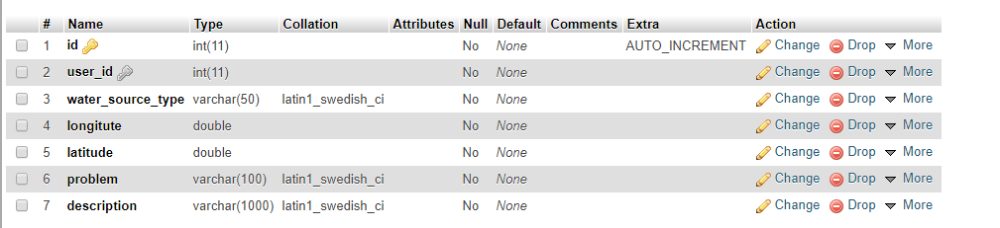 # Name Type Collation Attributes Null Default Comments Extra Action
1 id int(11) No None AUTO_INCREMENT Change Drop More
2 user_id int(11) No None Change Drop More
3 water_source_type varchar(50) latin1_swedish_ci No None Change Drop More
4 longitute double No None Change Drop More
5 latitude double No None Change Drop More
6 problem varchar(100) latin1_swedish_ci No None Change Drop More
7 description varchar(1000) latin1_swedish_ci No None Change Drop More